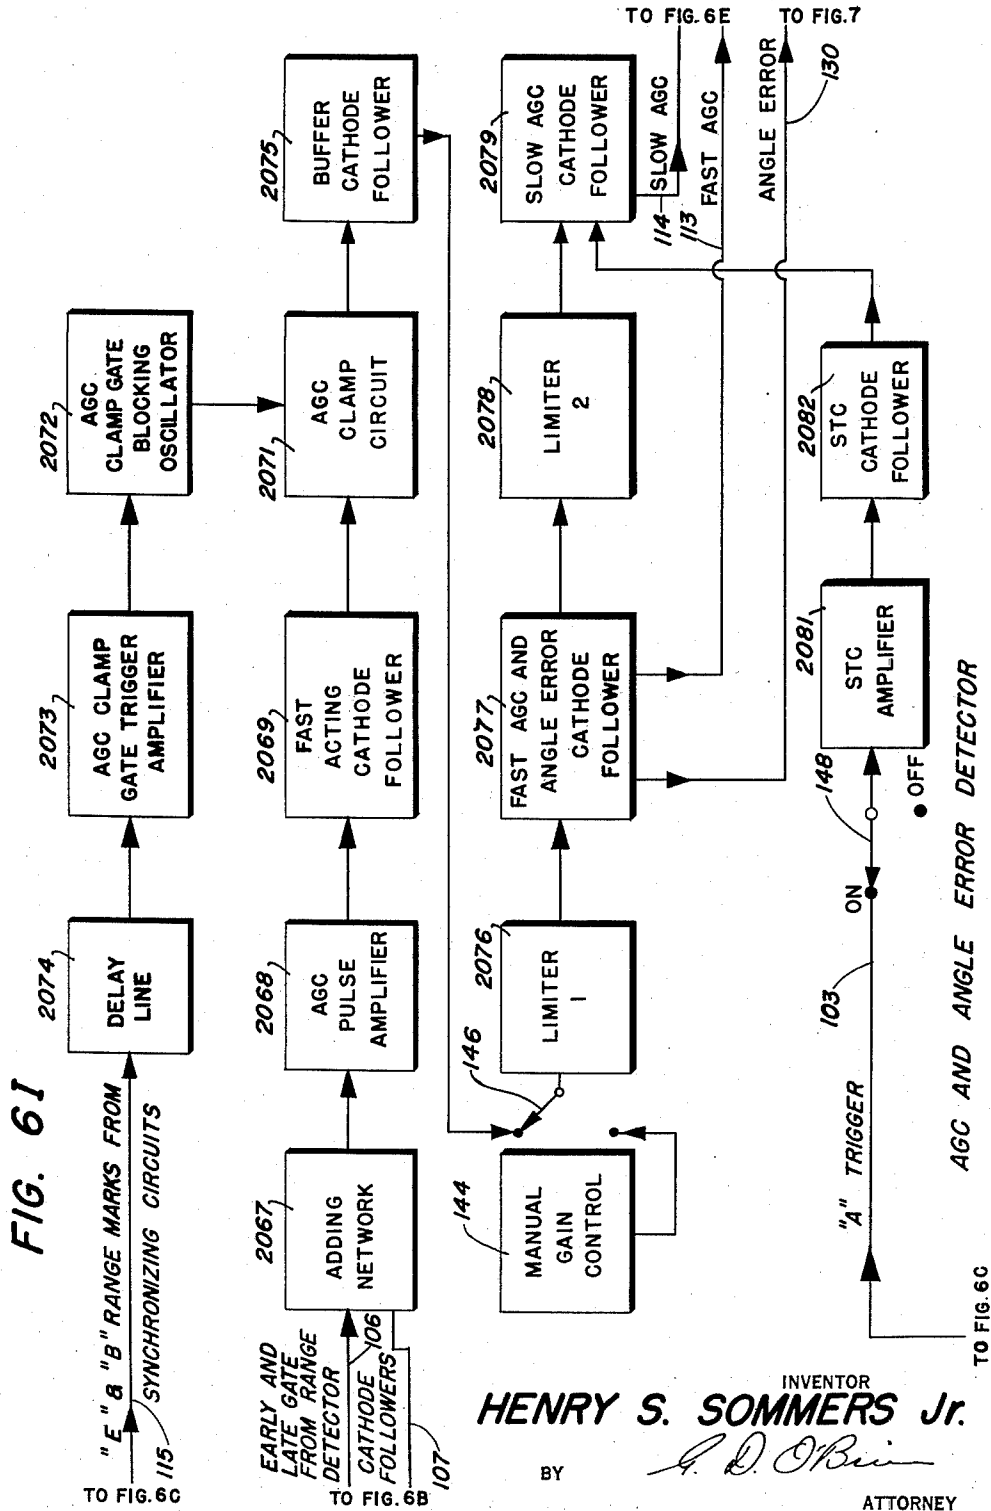 FIG. 6I
"E" & "B" RANGE MARKS FROM
SYNCHRONIZING CIRCUITS
115
TO FIG. 6C
2074
DELAY
LINE
2073
AGC CLAMP
GATE TRIGGER
AMPLIFIER
2072
AGC
CLAMP GATE
BLOCKING
OSCILLATOR
EARLY AND
LATE GATE
FROM RANGE
DETECTOR
CATHODE
FOLLOWERS
106
107
TO FIG. 6B
2067
ADDING
NETWORK
2068
AGC
PULSE
AMPLIFIER
2069
FAST
ACTING
CATHODE
FOLLOWER
2071
AGC
CLAMP
CIRCUIT
2075
BUFFER
CATHODE
FOLLOWER
144
MANUAL
GAIN
CONTROL
146
2076
LIMITER
1
2077
FAST AGC AND
ANGLE ERROR
CATHODE
FOLLOWER
2078
LIMITER
2
2079
SLOW AGC
CATHODE
FOLLOWER
114
SLOW AGC
113
FAST AGC
TO FIG. 6E
ANGLE ERROR
130
TO FIG. 7
TO FIG. 6C
"A" TRIGGER
103
ON
148
OFF
2081
STC
AMPLIFIER
2082
STC
CATHODE
FOLLOWER
AGC AND ANGLE ERROR DETECTOR
INVENTOR
HENRY S. SOMMERS Jr.
BY
G. D. O'Brien
ATTORNEY